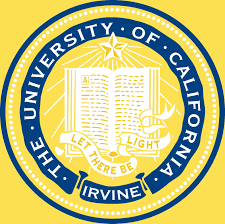 · THE · UNIVERSITY · OF · CALIFORNIA ·
A
LET THERE BE LIGHT
IRVINE